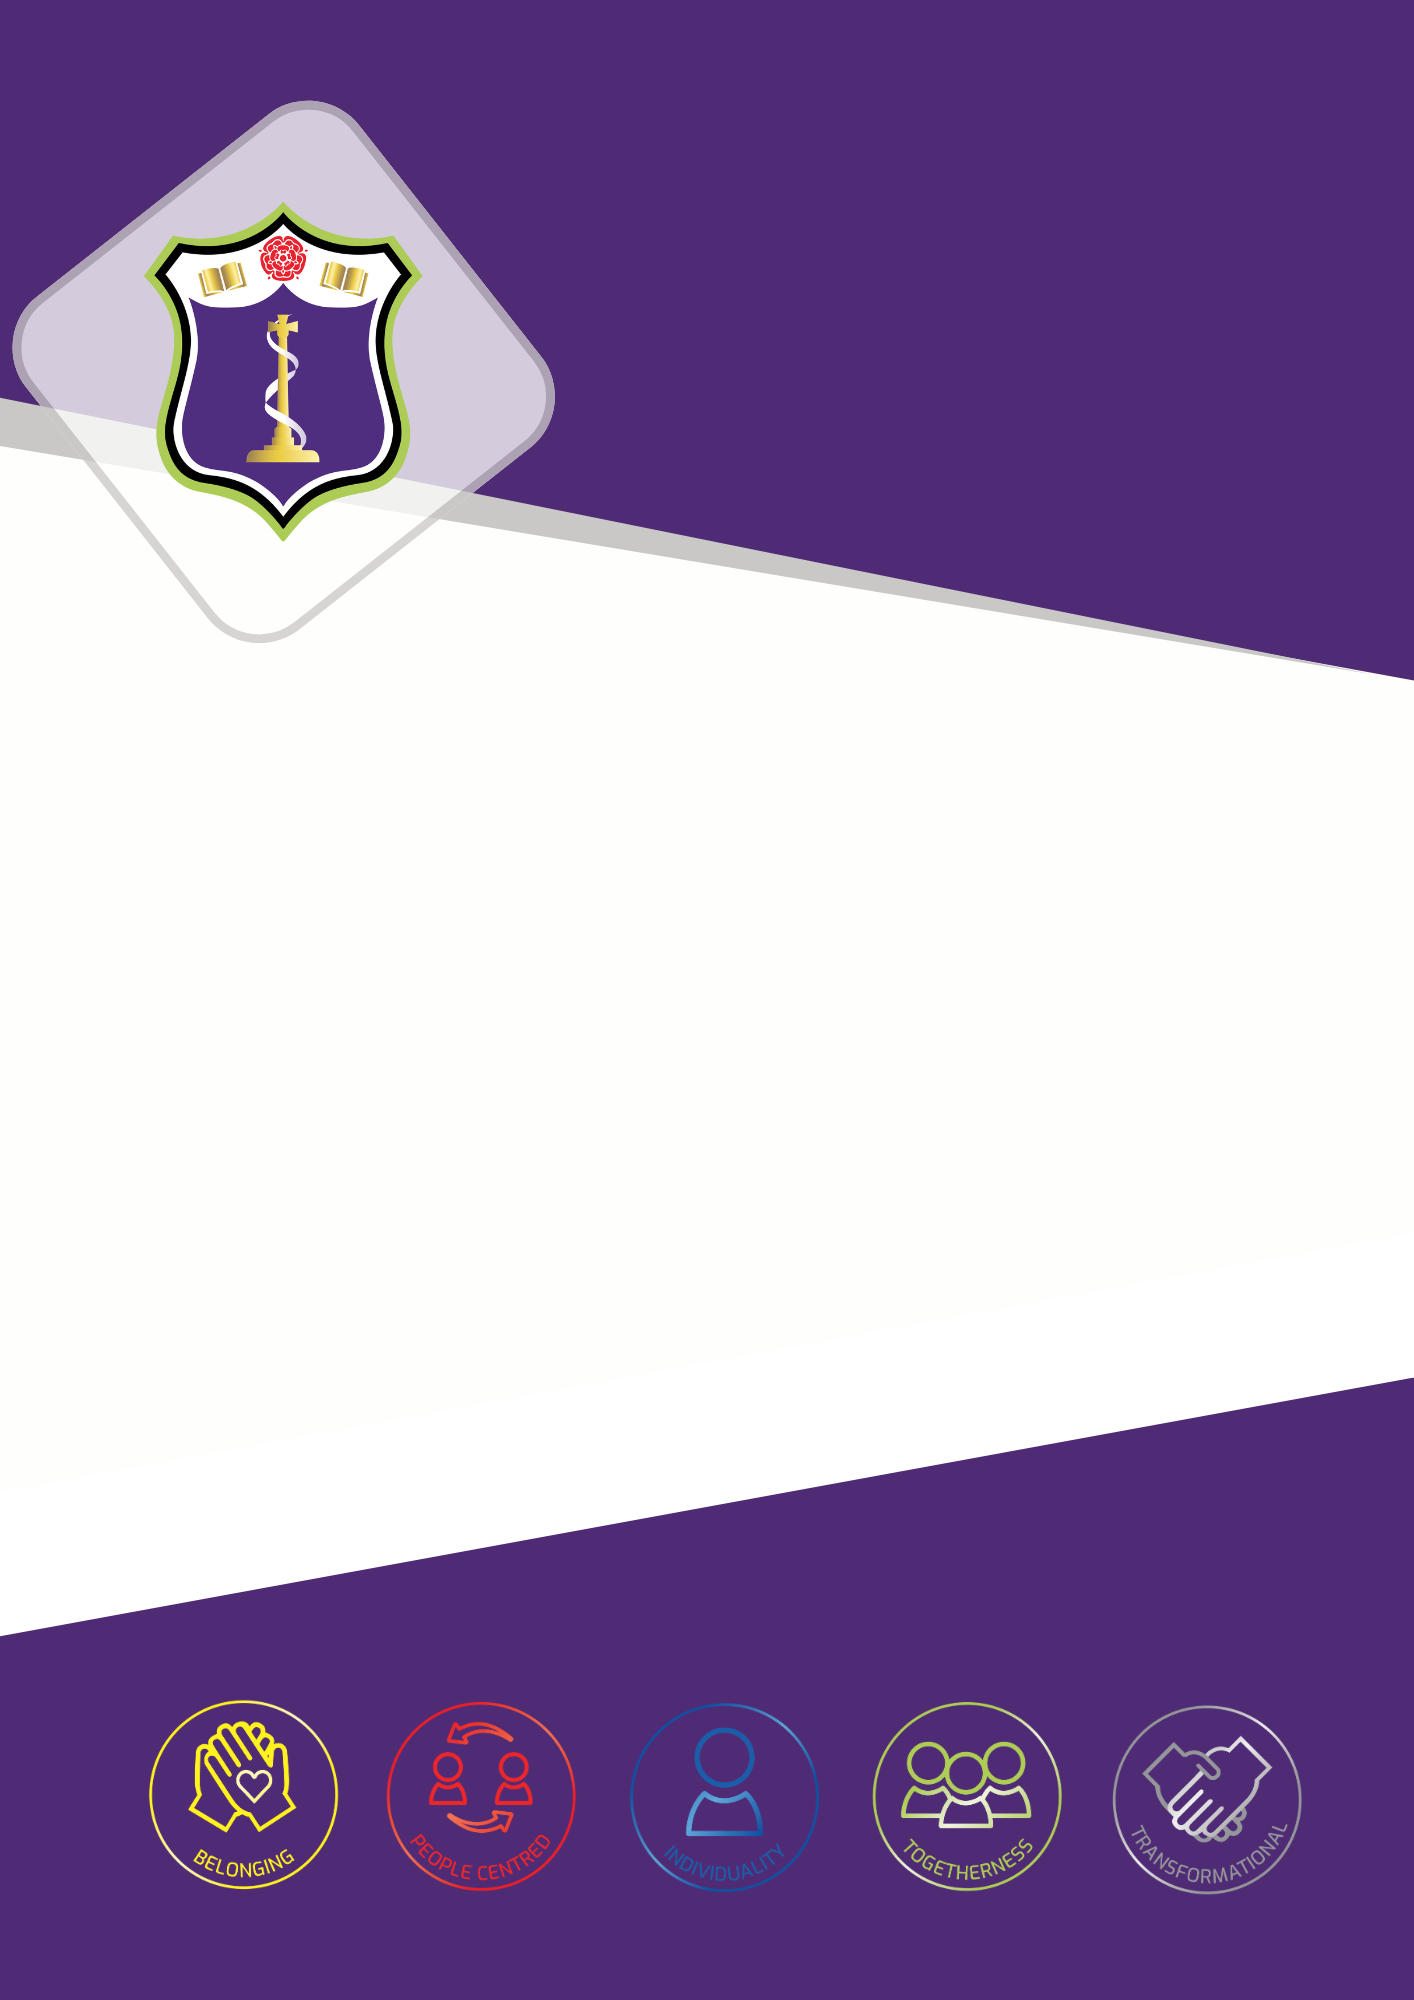 BELONGING
PEOPLE CENTRED
INDIVIDUALITY
TOGETHERNESS
TRANSFORMATIONAL